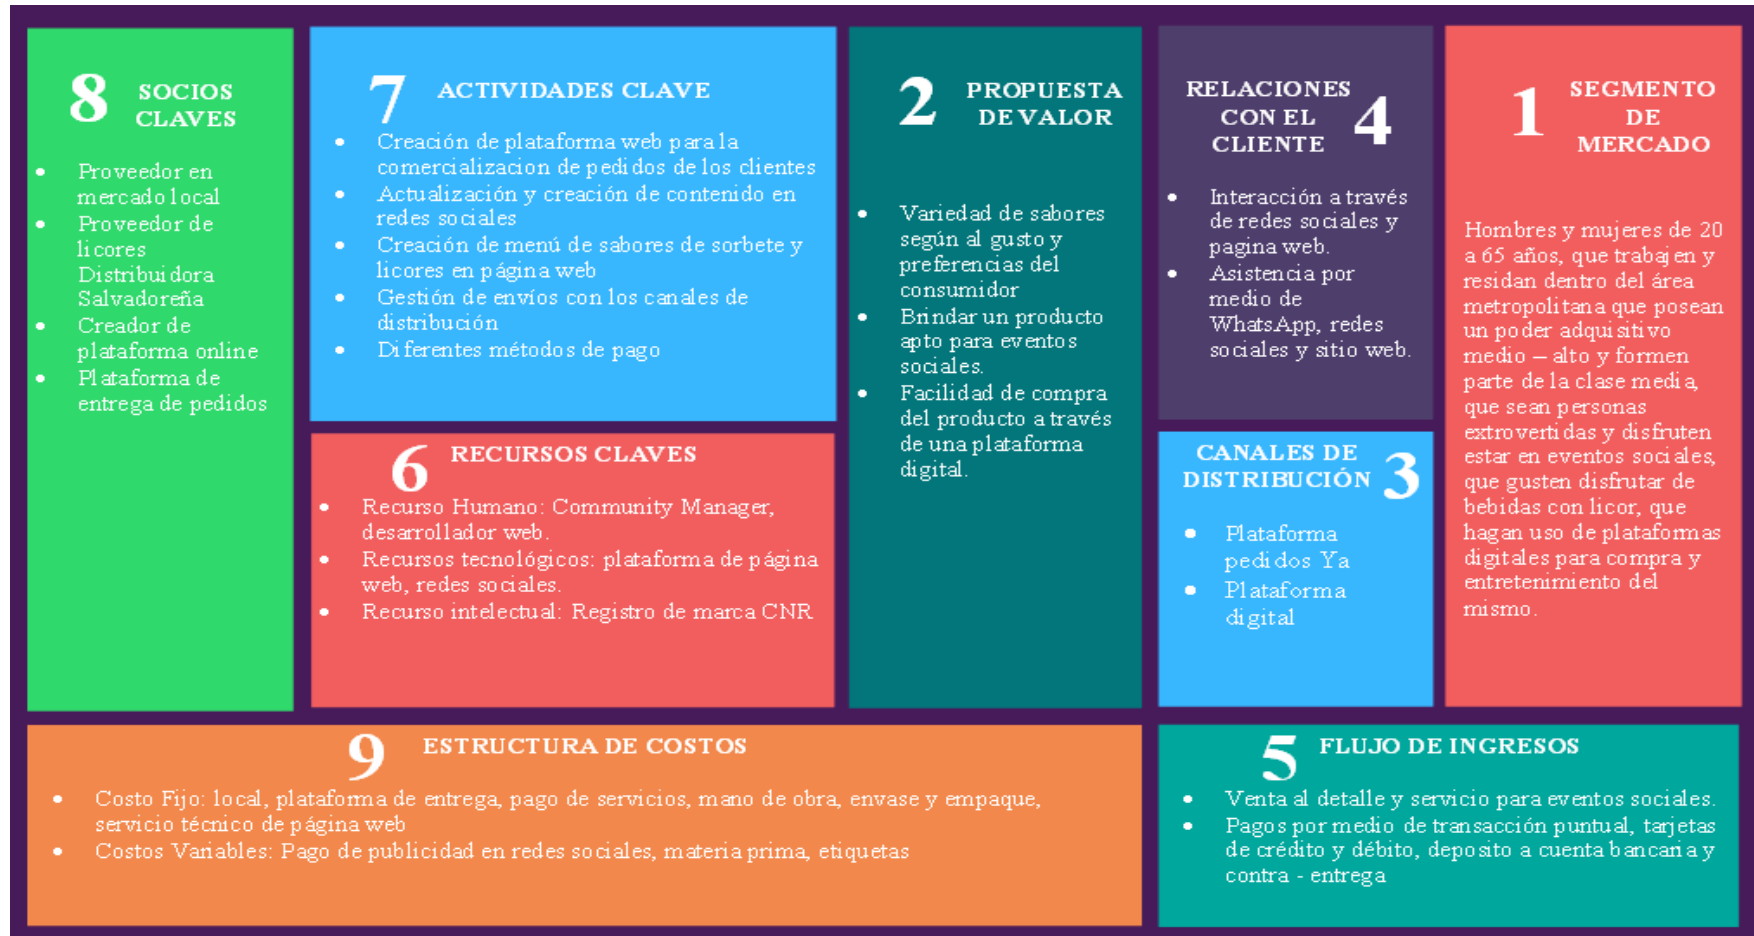 8
SOCIOS
CLAVES
Proveedor en
mercado local
Proveedor de
licores
Distribuidora
Salvadoreña
Creador de
plataforma online
Plataforma de
entrega de pedidos
7
ACTIVIDADES CLAVE
Creación de plataforma web para la
comercializacion de pedidos de los clientes
Actualización y creación de contenido en
redes sociales
Creación de menú de sabores de sorbete y
licores en página web
Gestión de envíos con los canales de
distribución
Diferentes métodos de pago
6
RECURSOS CLAVES
Recurso Humano: Community Manager,
desarrollador web.
Recursos tecnológicos: plataforma de página
web, redes sociales.
Recurso intelectual: Registro de marca CNR
2
PROPUESTA
DE VALOR
Variedad de sabores
según al gusto y
preferencias del
consumidor
Brindar un producto
apto para eventos
sociales.
Facilidad de compra
del producto a través
de una plataforma
digital.
RELACIONES
CON EL
CLIENTE
4
Interacción a través
de redes sociales y
pagina web.
Asistencia por
medio de
WhatsApp, redes
sociales y sitio web.
CANALES DE
DISTRIBUCIÓN
3
Plataforma
pedidos Ya
Plataforma
digital
1
SEGMENTO
DE
MERCADO
Hombres y mujeres de 20
a 65 años, que trabajen y
residan dentro del área
metropolitana que posean
un poder adquisitivo
medio – alto y formen
parte de la clase media,
que sean personas
extrovertidas y disfruten
estar en eventos sociales,
que gusten disfrutar de
bebidas con licor, que
hagan uso de plataformas
digitales para compra y
entretenimiento del
mismo.
9
ESTRUCTURA DE COSTOS
Costo Fijo: local, plataforma de entrega, pago de servicios, mano de obra, envase y empaque,
servicio técnico de página web
Costos Variables: Pago de publicidad en redes sociales, materia prima, etiquetas
5
FLUJO DE INGRESOS
Venta al detalle y servicio para eventos sociales.
Pagos por medio de transacción puntual, tarjetas
de crédito y débito, deposito a cuenta bancaria y
contra - entrega